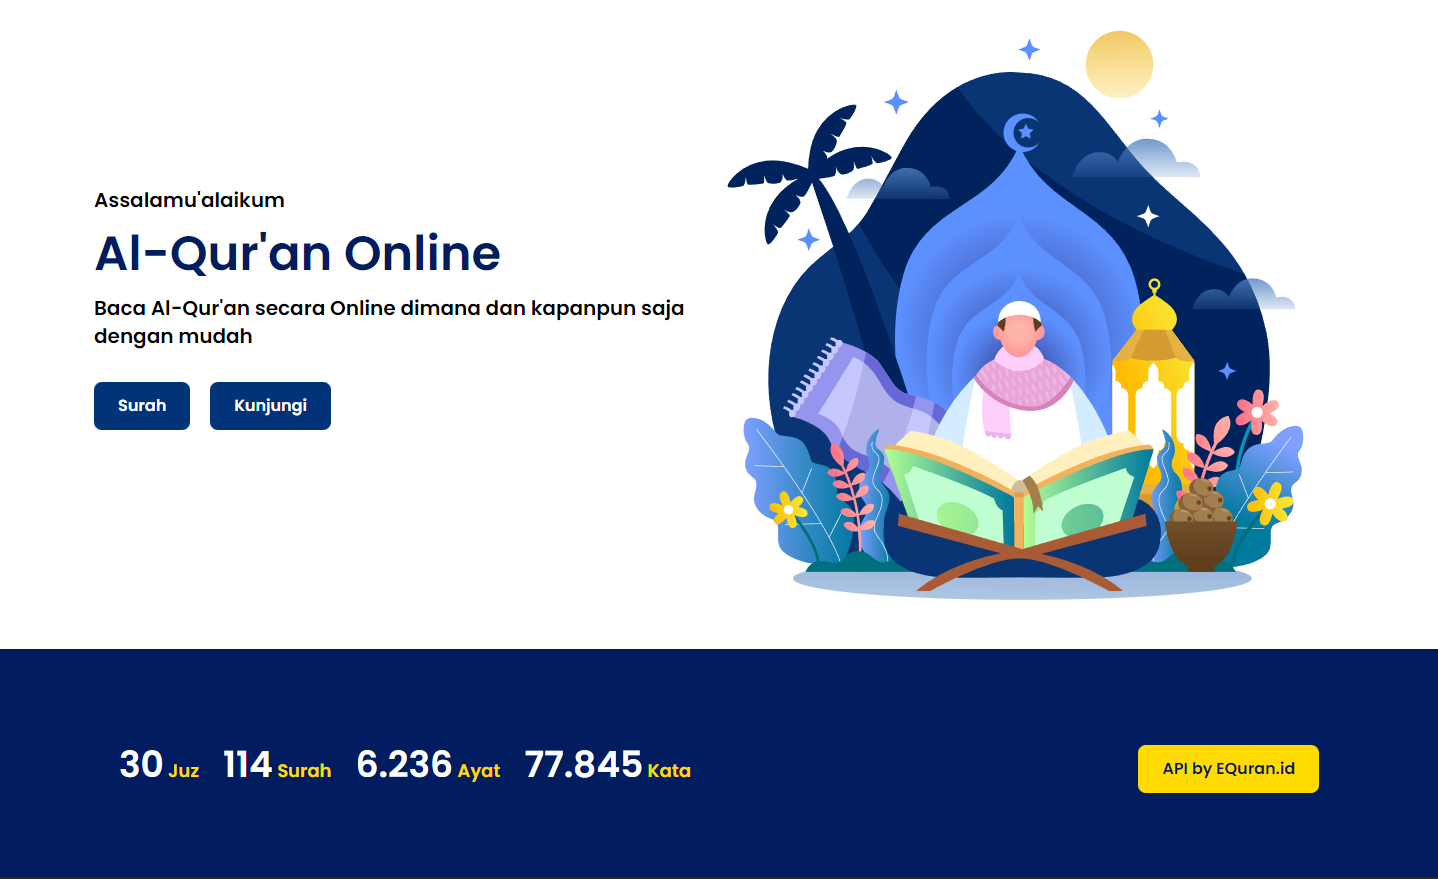 Assalamu'alaikum
Al-Qur'an Online
Baca Al-Qur'an secara Online dimana dan kapanpun saja
dengan mudah
Surah Kunjungi
30 Juz 114 Surah 6.236 Ayat 77.845 Kata
API by EQuran.id